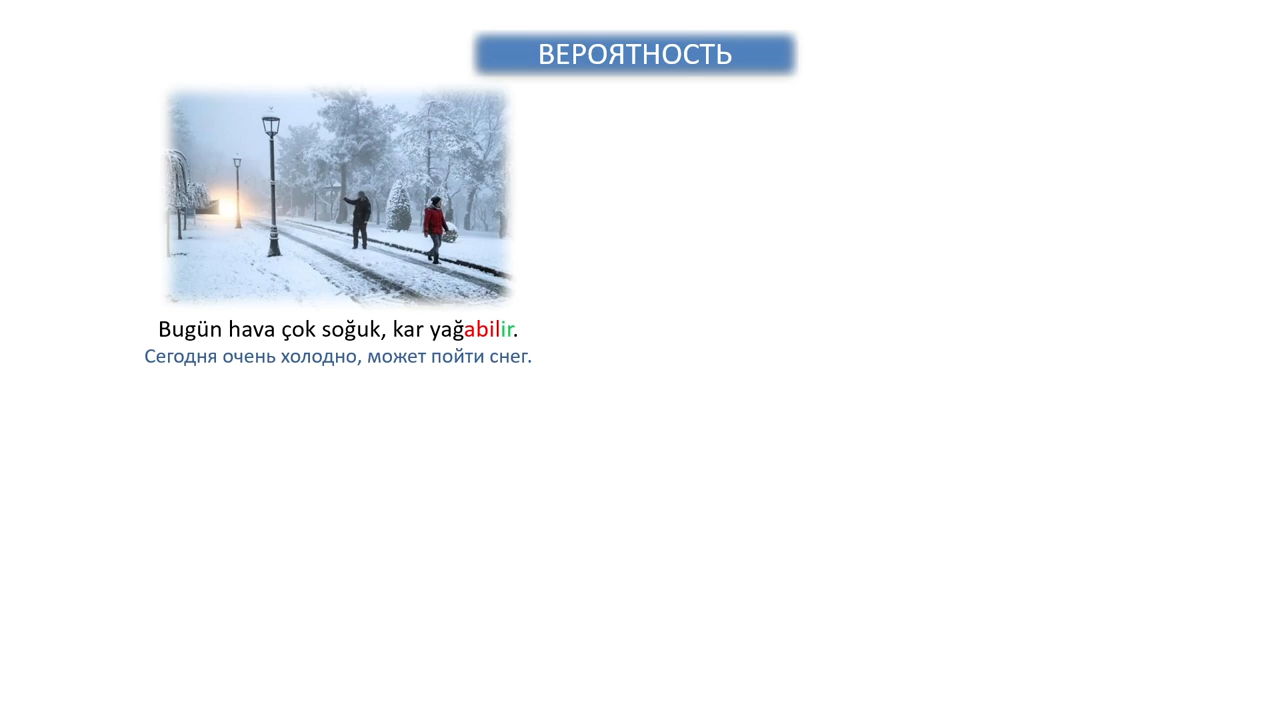 ВЕРОЯТНОСТЬ
Bugün hava çok soğuk, kar yağabilir.
Сегодня очень холодно, может пойти снег.